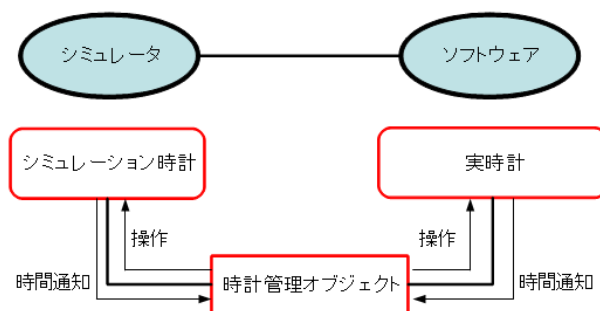 シミュレータ
ソフトウェア
シミュレーション時計
実時計
操作
操作
時間通知
時計管理オブジェクト
時間通知